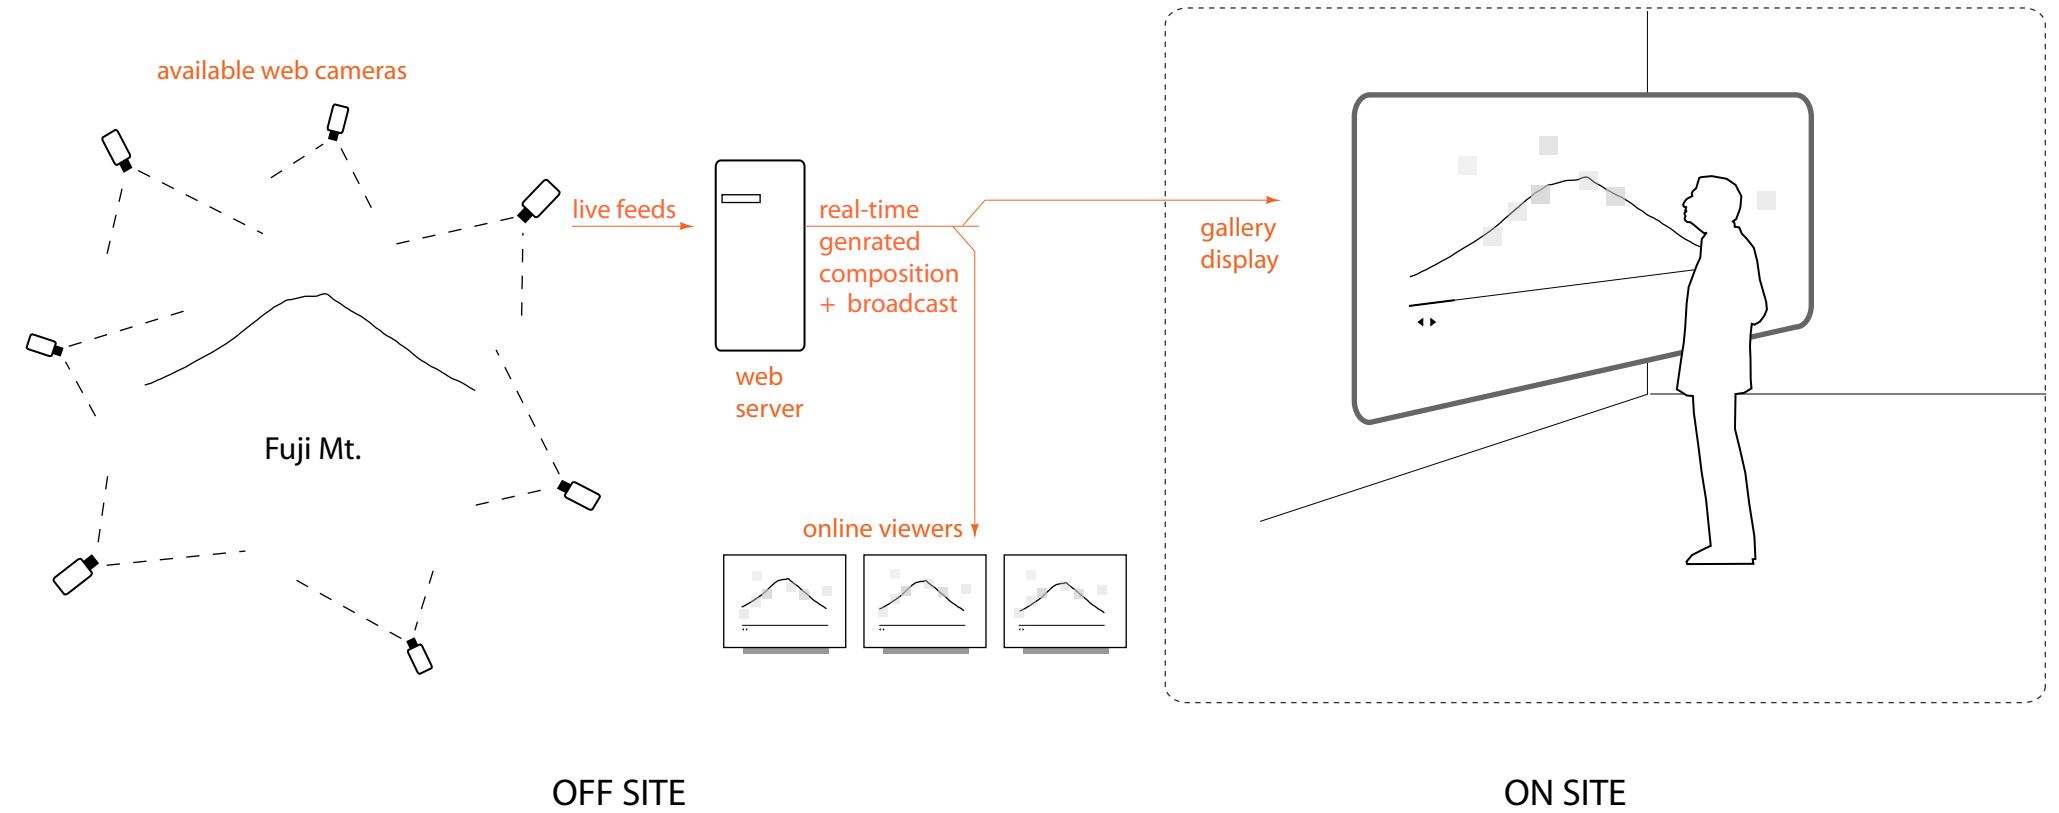 available web cameras
live feeds
real-time
genrated
composition
+ broadcast
gallery
display
web
server
Fuji Mt.
online viewers
OFF SITE
ON SITE